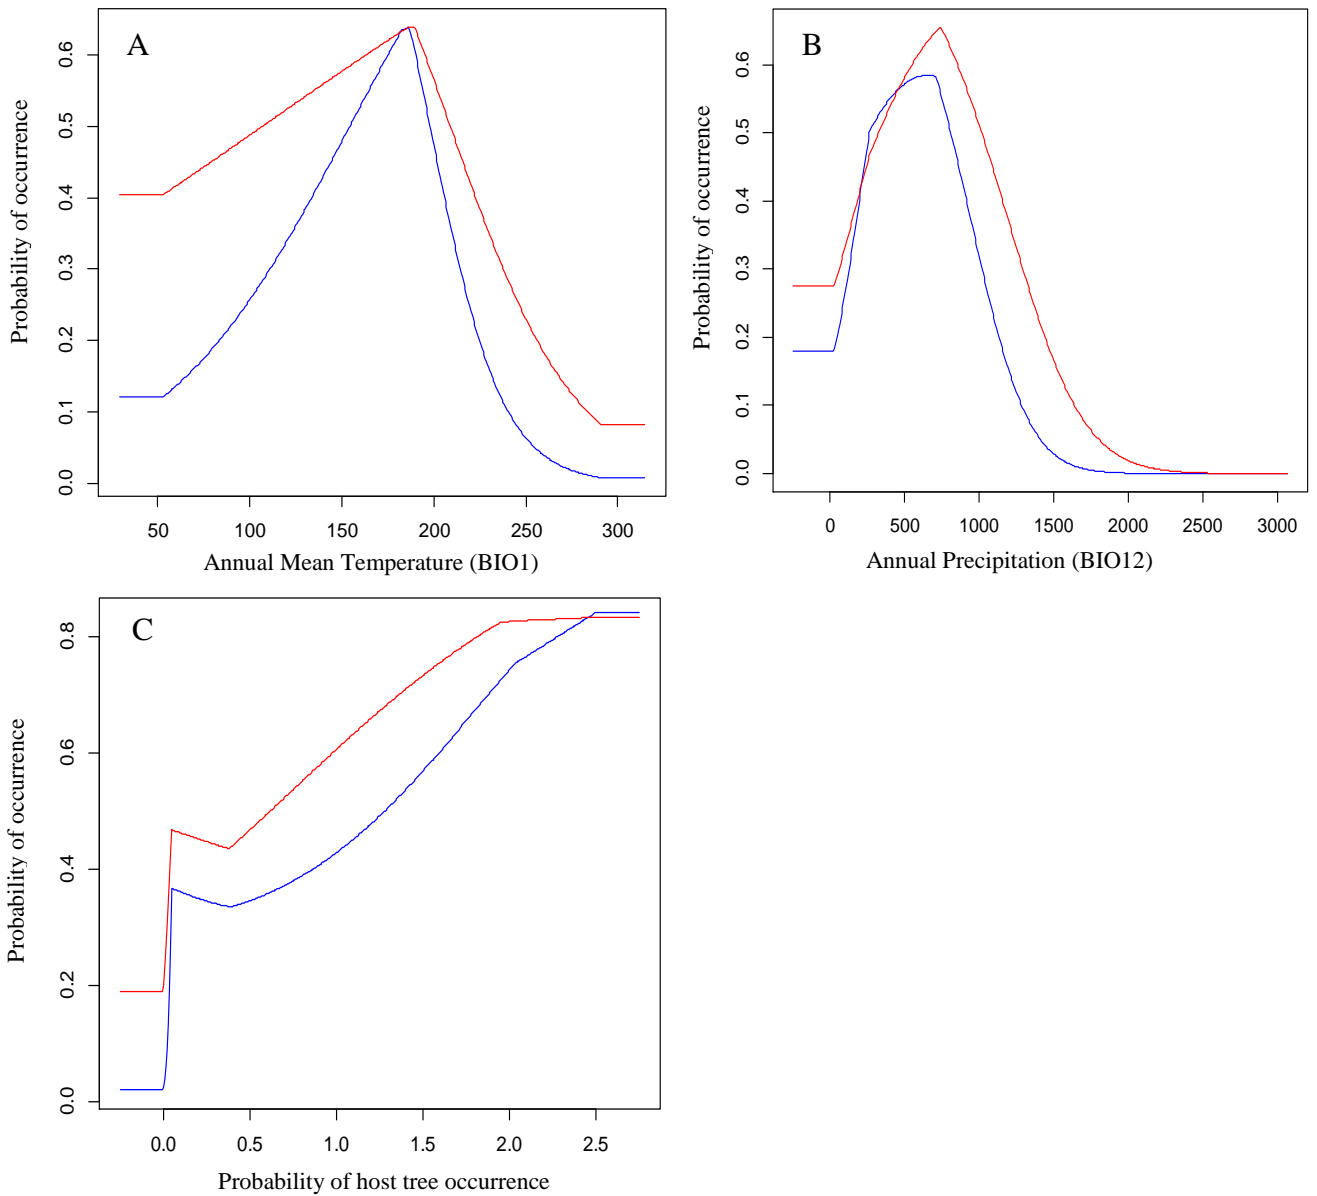 A
Probability of occurrence
0.0 0.1 0.2 0.3 0.4 0.5 0.6
50 100 150 200 250 300
Annual Mean Temperature (BIO1)
B
Probability of occurrence
0.0 0.1 0.2 0.3 0.4 0.5 0.6
0 500 1000 1500 2000 2500 3000
Annual Precipitation (BIO12)
C
Probability of occurrence
0.0 0.2 0.4 0.6 0.8
0.0 0.5 1.0 1.5 2.0 2.5
Probability of host tree occurrence